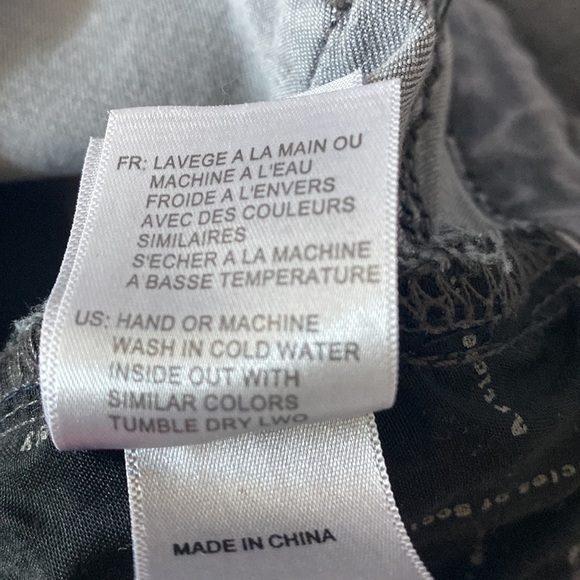 FR: LAVEGE A LA MAIN OU
MACHINE A L'EAU
FROIDE A L'ENVERS
AVEC DES COULEURS
SIMILAIRES
S'ECHER A LA MACHINE
A BASSE TEMPERATURE
US: HAND OR MACHINE
WASH IN COLD WATER
INSIDE OUT WITH
SIMILAR COLORS
TUMBLE DRY LWO
MADE IN CHINA